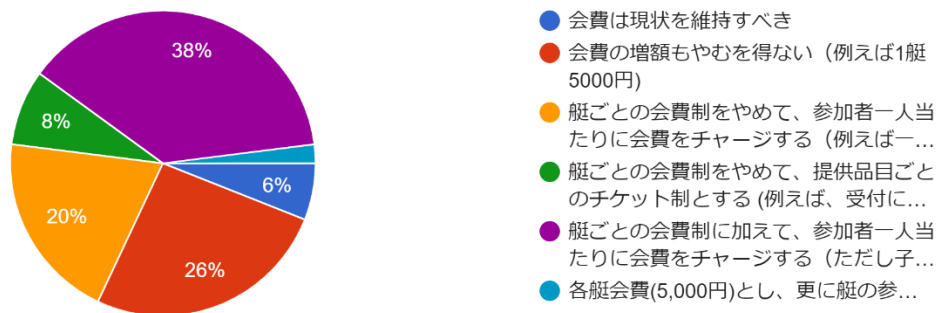 38%
8%
6%
20%
26%
会費は現状を維持すべき
会費の増額もやむを得ない（例えば1艇
5000円)
艇ごとの会費制をやめて、参加者一人当
たりに会費をチャージする（例えば一…
艇ごとの会費制をやめて、提供品目ごと
のチケット制とする (例えば、受付に…
艇ごとの会費制に加えて、参加者一人当
たりに会費をチャージする（ただし子…
各艇会費(5,000円)とし、更に艇の参…